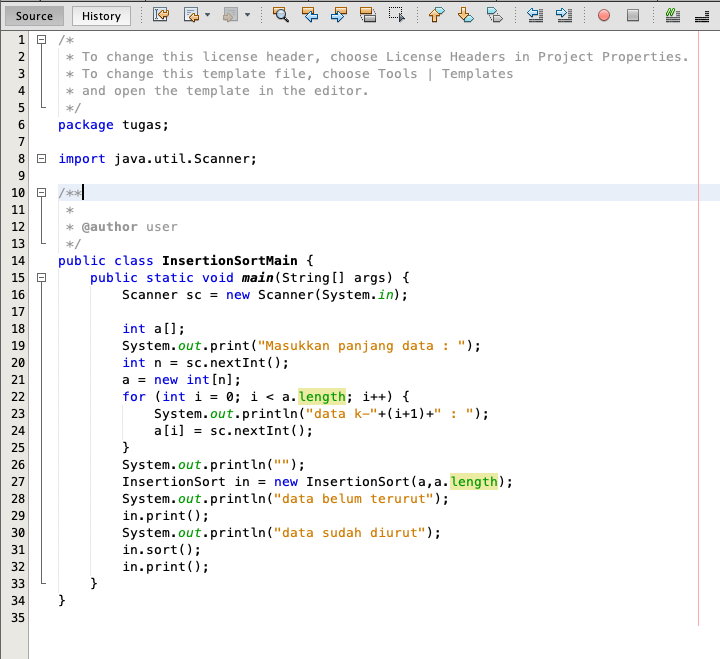 Source History
1 /*
2  * To change this license header, choose License Headers in Project Properties.
3  * To change this template file, choose Tools | Templates
4  * and open the template in the editor.
5  */
6 package tugas;
7
8 import java.util.Scanner;
9
10 /**
11  *
12  * @author user
13  */
14 public class InsertionSortMain {
15     public static void main(String[] args) {
16         Scanner sc = new Scanner(System.in);
17
18         int a[];
19         System.out.print("Masukkan panjang data : ");
20         int n = sc.nextInt();
21         a = new int[n];
22         for (int i = 0; i < a.length; i++) {
23             System.out.println("data k-"+(i+1)+" : ");
24             a[i] = sc.nextInt();
25         }
26         System.out.println("");
27         InsertionSort in = new InsertionSort(a,a.length);
28         System.out.println("data belum terurut");
29         in.print();
30         System.out.println("data sudah diurut");
31         in.sort();
32         in.print();
33     }
34 }
35